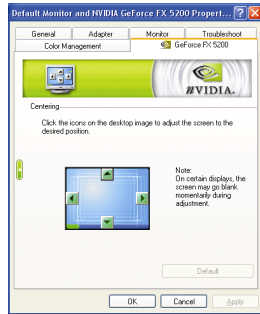 Default Monitor and NVIDIA GeForce FX 5200 Propert...
General Adapter Monitor Troubleshoot
Color Management GeForce FX 5200
NVIDIA.
Centering
Click the icons on the desktop image to adjust the screen to the
desired position.
Note:
On certain displays, the
screen may go blank
momentarily during
adjustment.
Default
OK Cancel Apply